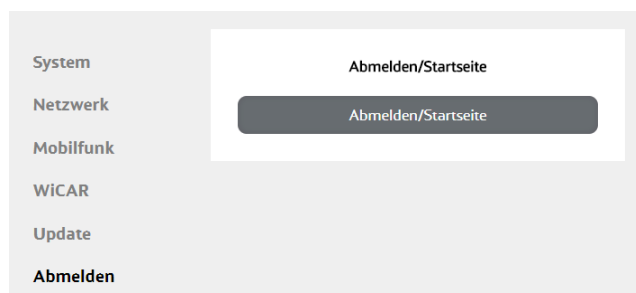 System
Netzwerk
Mobilfunk
WiCAR
Update
Abmelden
Abmelden/Startseite
Abmelden/Startseite